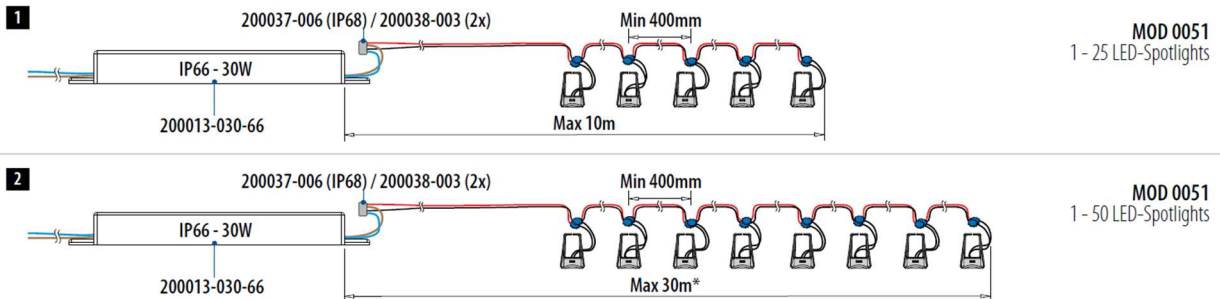 1
200037-006 (IP68) / 200038-003 (2x)
Min 400mm
MOD 0051
1 - 25 LED-Spotlights
IP66 - 30W
200013-030-66
Max 10m
2
200037-006 (IP68) / 200038-003 (2x)
Min 400mm
MOD 0051
1 - 50 LED-Spotlights
IP66 - 30W
200013-030-66
Max 30m*